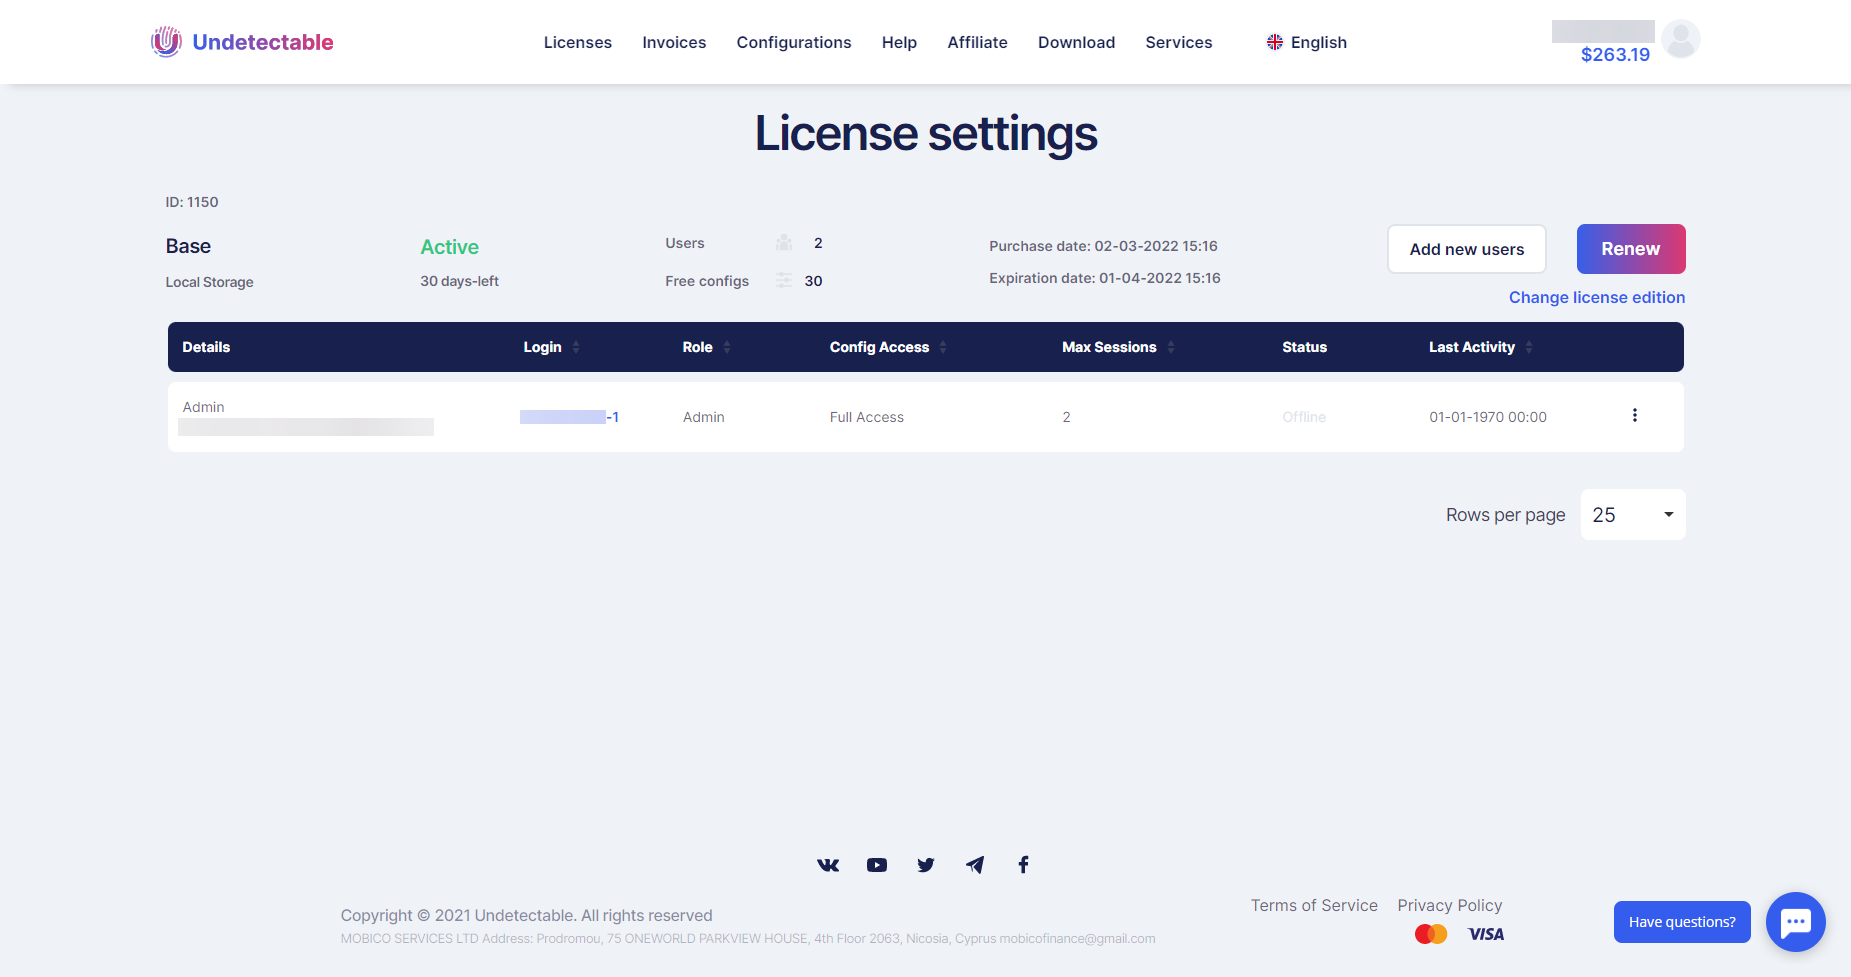 Undetectable
Licenses Invoices Configurations Help Affiliate Download Services English
$263.19
License settings
ID: 1150
Base
Local Storage
Active
30 days-left
Users 2
Free configs 30
Purchase date: 02-03-2022 15:16
Expiration date: 01-04-2022 15:16
Add new users
Renew
Change license edition
Details Login Role Config Access Max Sessions Status Last Activity
Admin
-1 Admin Full Access 2 Offline 01-01-1970 00:00
Rows per page 25
Copyright © 2021 Undetectable. All rights reserved
MOBICO SERVICES LTD Address: Prodromou, 75 ONEWORLD PARKVIEW HOUSE, 4th Floor 2063, Nicosia, Cyprus mobicofinance@gmail.com
Terms of Service Privacy Policy
VISA
Have questions?